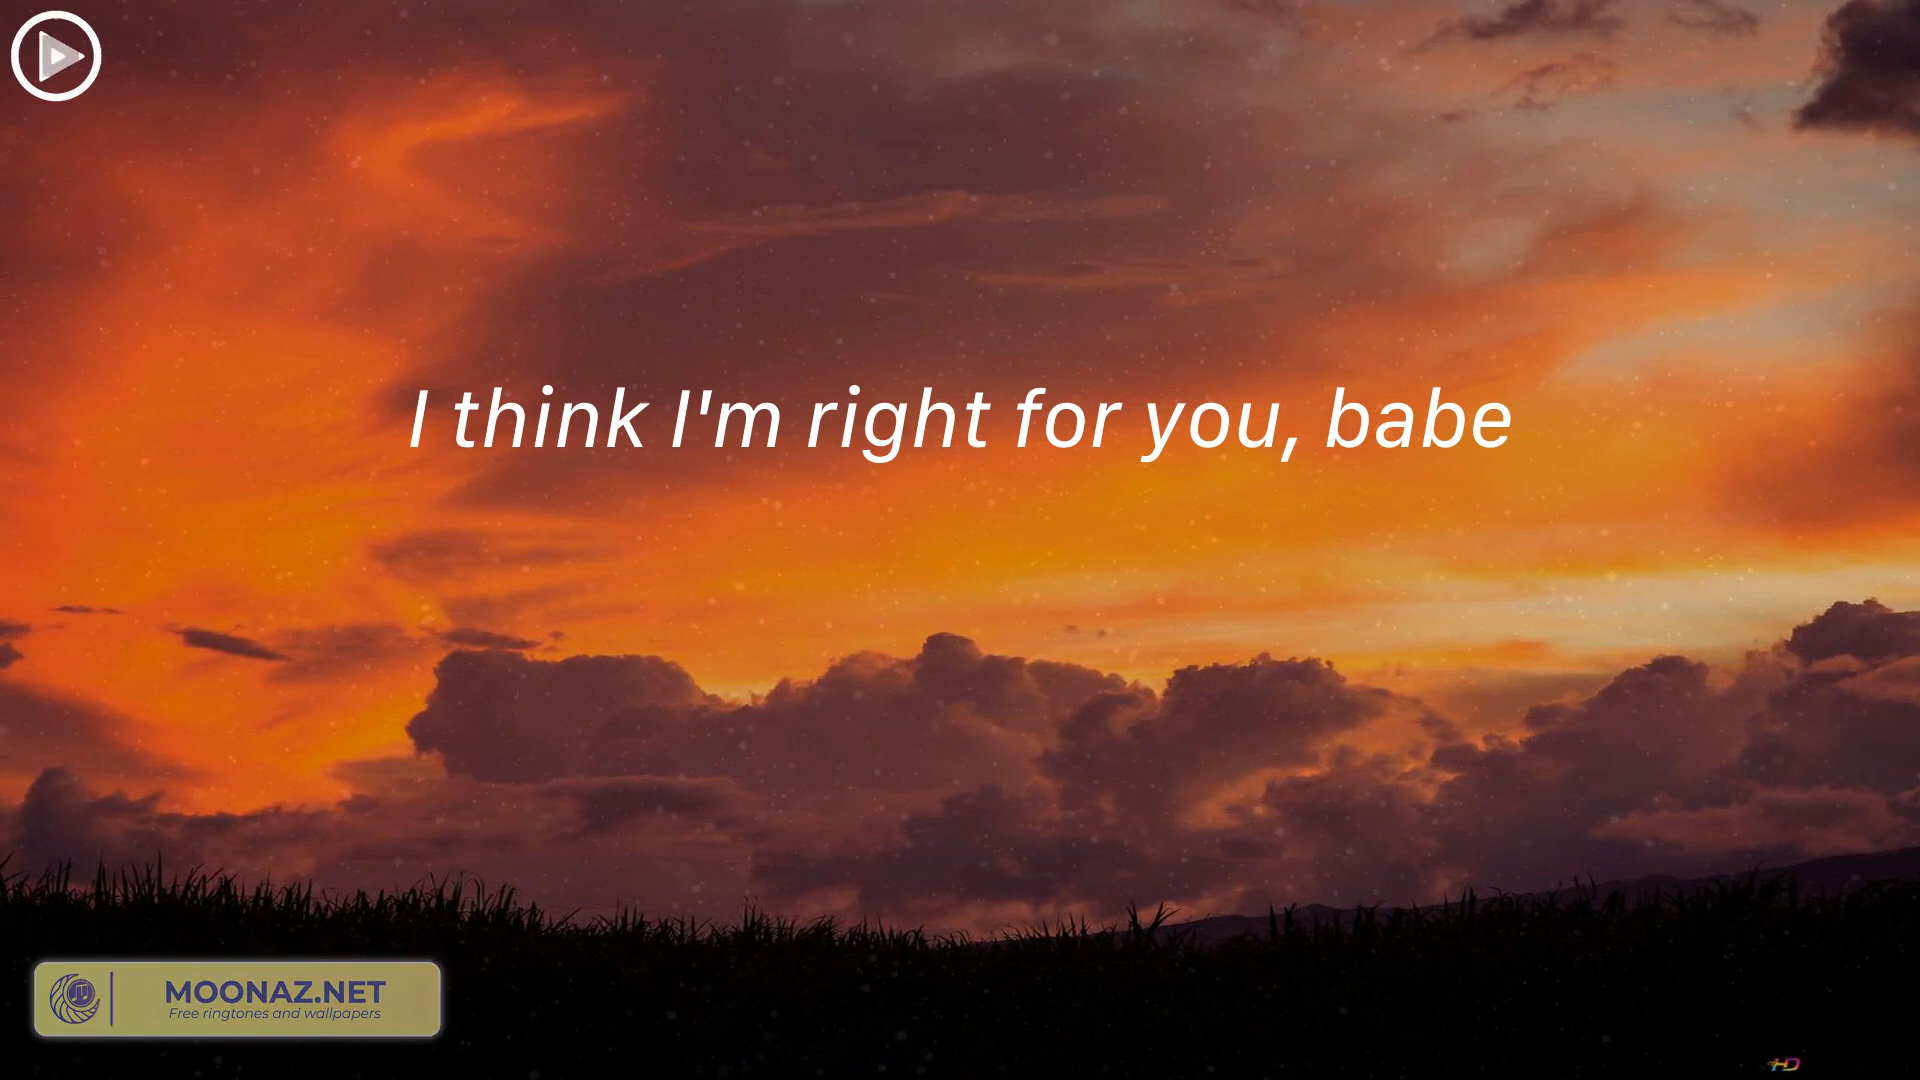 I think I'm right for you, babe
MOONAZ.NET
Free ringtones and wallpapers
HD